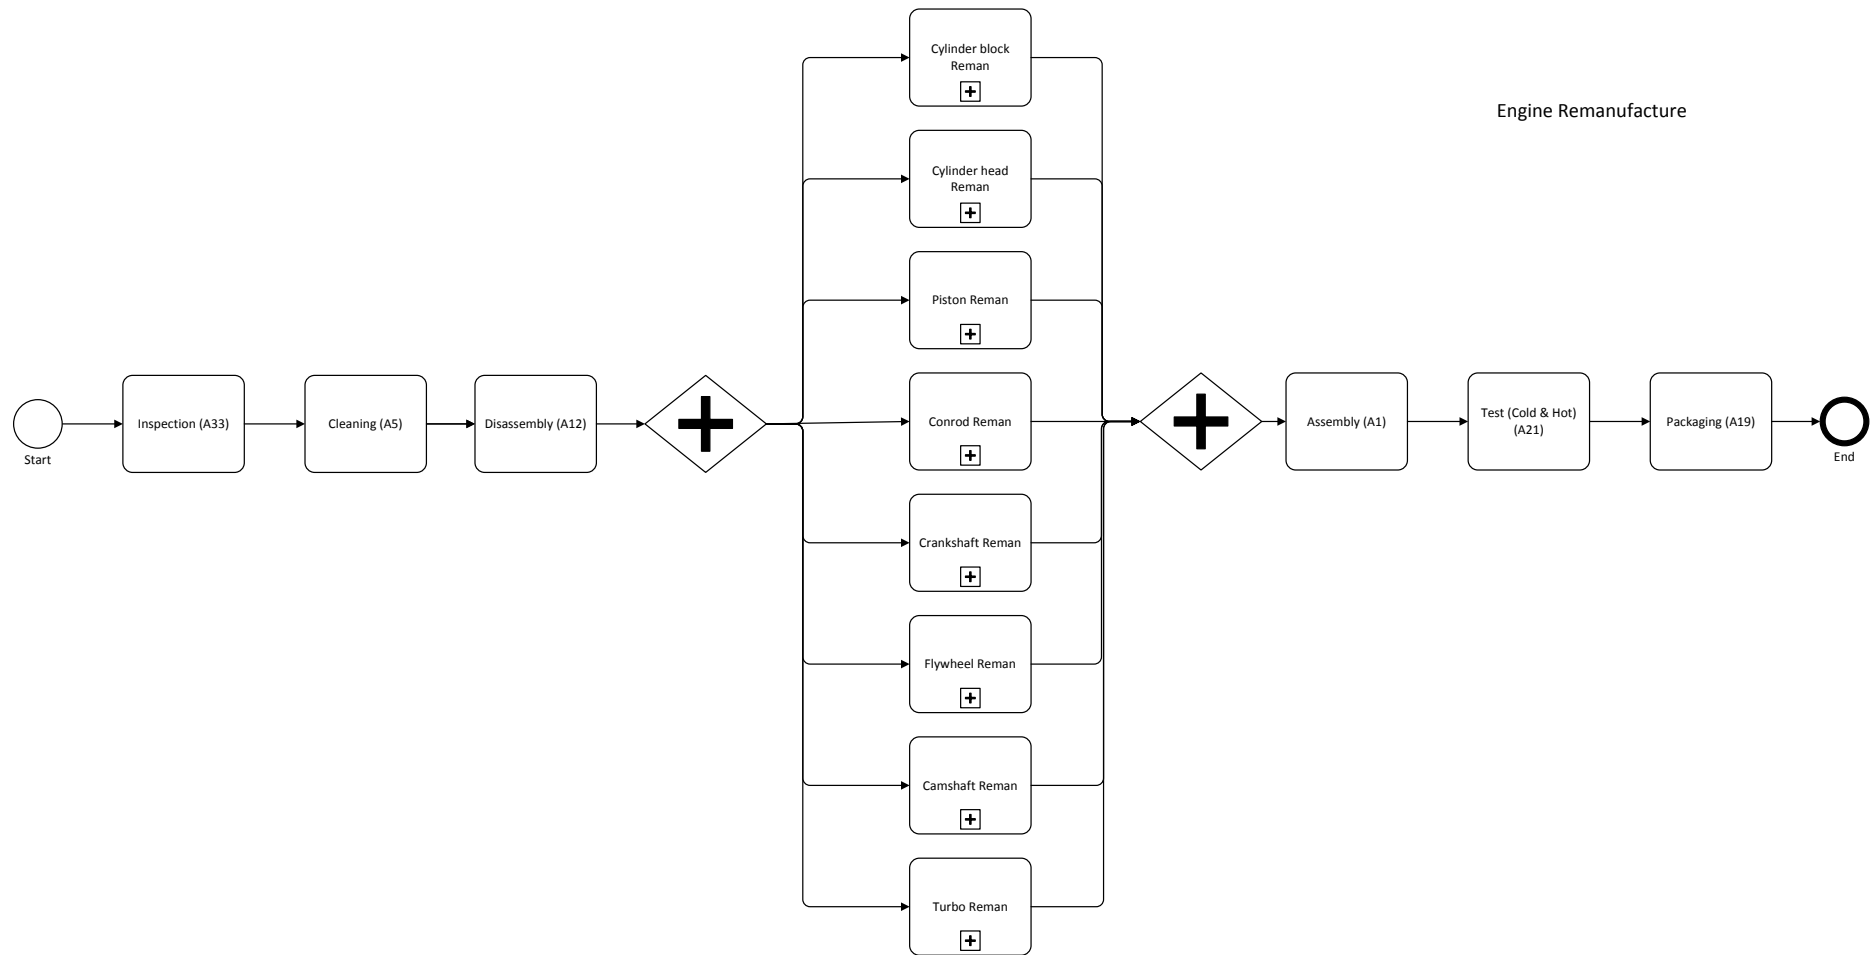 Engine Remanufacture
Start
Inspection (A33)
Cleaning (A5)
Disassembly (A12)
Cylinder block
Reman
Cylinder head
Reman
Piston Reman
Conrod Reman
Crankshaft Reman
Flywheel Reman
Camshaft Reman
Turbo Reman
Assembly (A1)
Test (Cold & Hot)
(A21)
Packaging (A19)
End